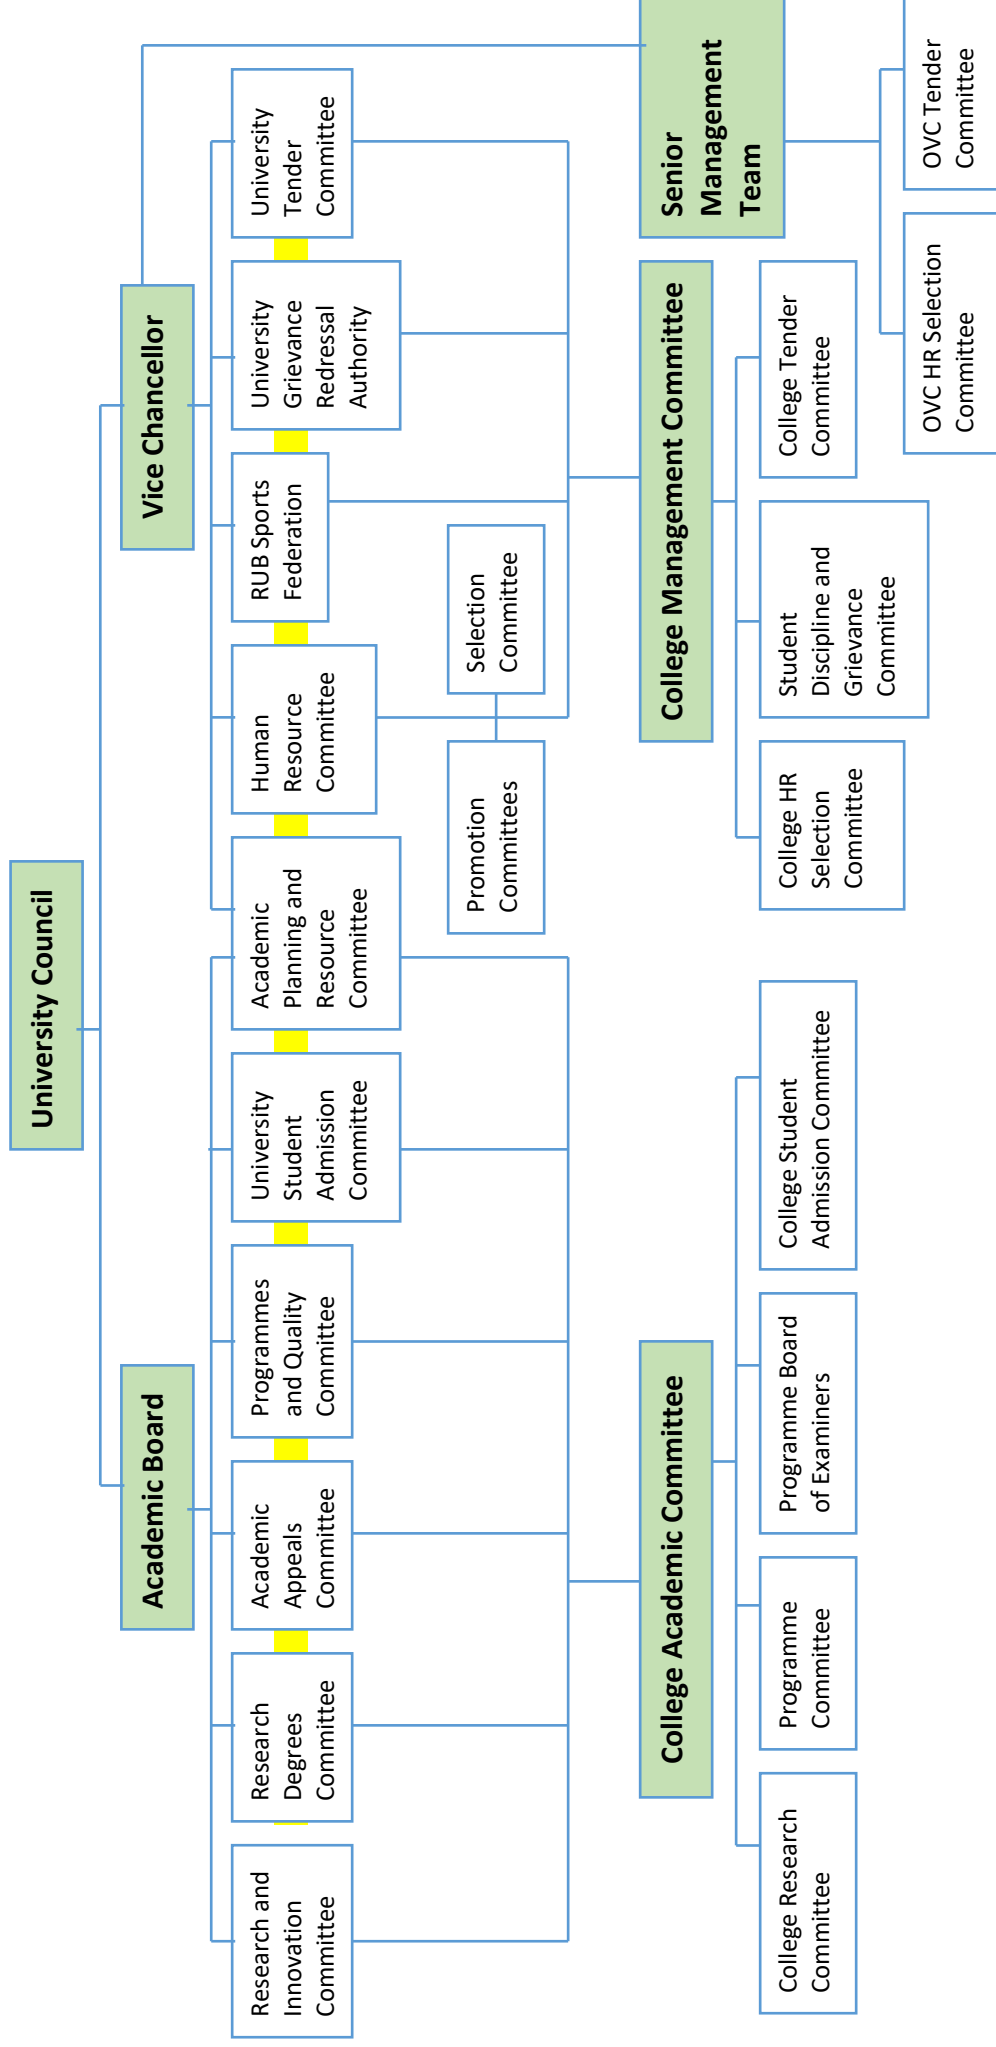 University Council
Academic Board
Vice Chancellor
Research and
Innovation
Committee
Research
Degrees
Committee
Academic
Appeals
Committee
Programmes
and Quality
Committee
University
Student
Admission
Committee
Academic
Planning and
Resource
Committee
Human
Resource
Committee
RUB Sports
Federation
University
Grievance
Redressal
Authority
University
Tender
Committee
Promotion
Committees
Selection
Committee
College Academic Committee
College Management Committee
Senior
Management
Team
College Research
Committee
Programme
Committee
Programme Board
of Examiners
College Student
Admission Committee
College HR
Selection
Committee
Student
Discipline and
Grievance
Committee
College Tender
Committee
OVC HR Selection
Committee
OVC Tender
Committee